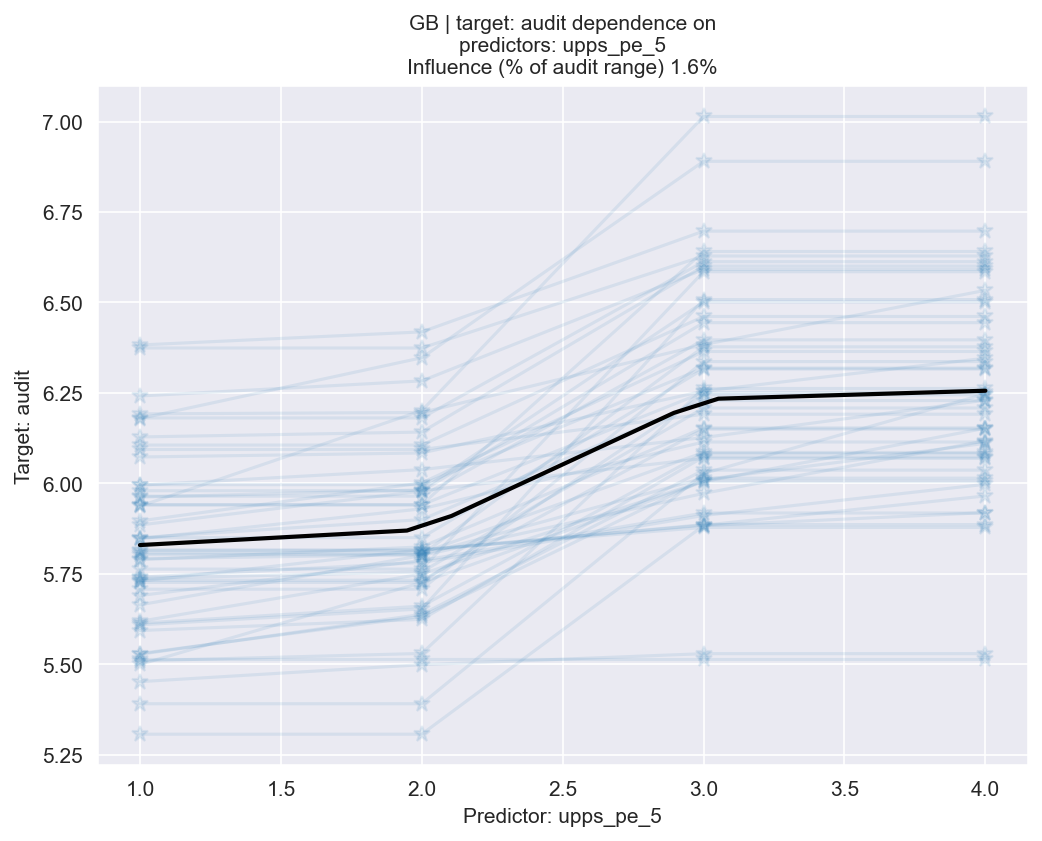 GB | target: audit dependence on
predictors: upps_pe_5
Influence (% of audit range) 1.6%
7.00
6.75
6.50
6.25
6.00
5.75
5.50
5.25
Target: audit
1.0 1.5 2.0 2.5 3.0 3.5 4.0
Predictor: upps_pe_5